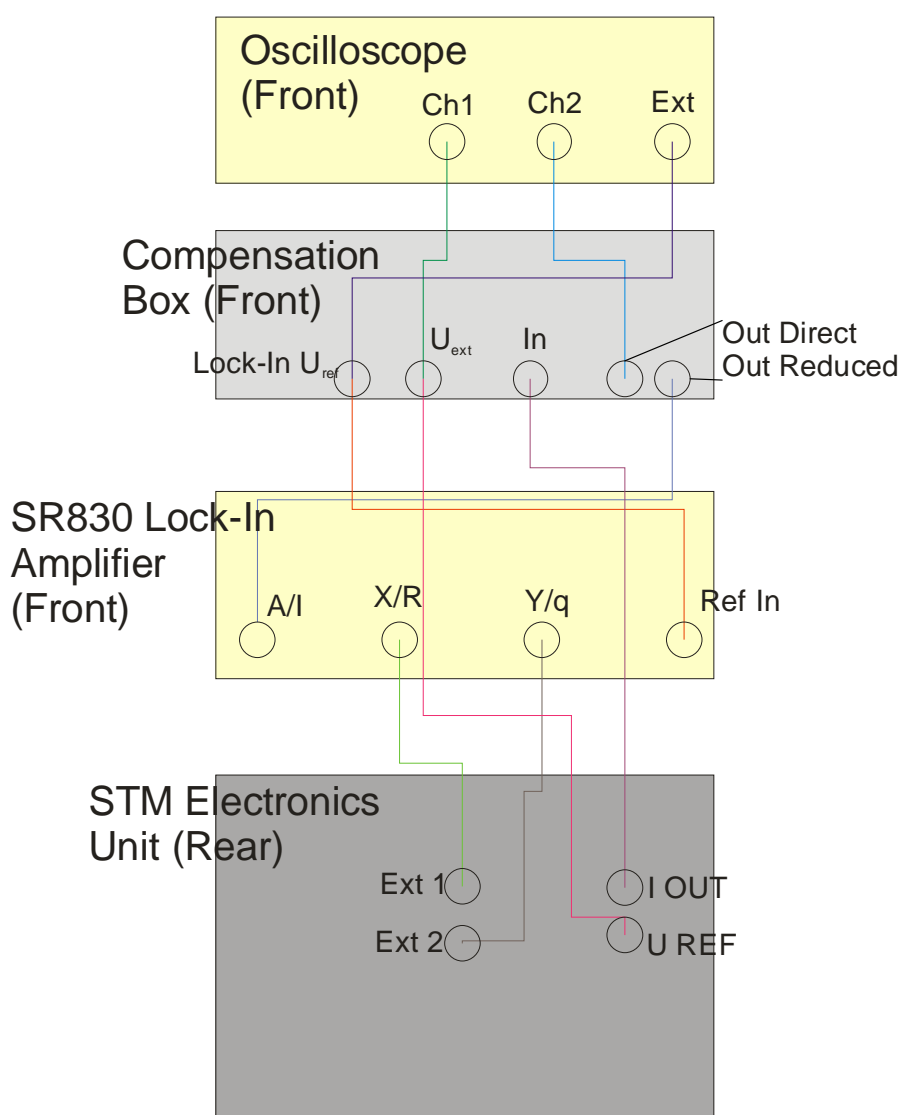 Oscilloscope
(Front)
Ch1
Ch2
Ext
Compensation
Box (Front)
Lock-In Uref
Uext
In
Out Direct
Out Reduced
SR830 Lock-In
Amplifier
(Front)
A/I
X/R
Y/q
Ref In
STM Electronics
Unit (Rear)
Ext 1
I OUT
Ext 2
U REF